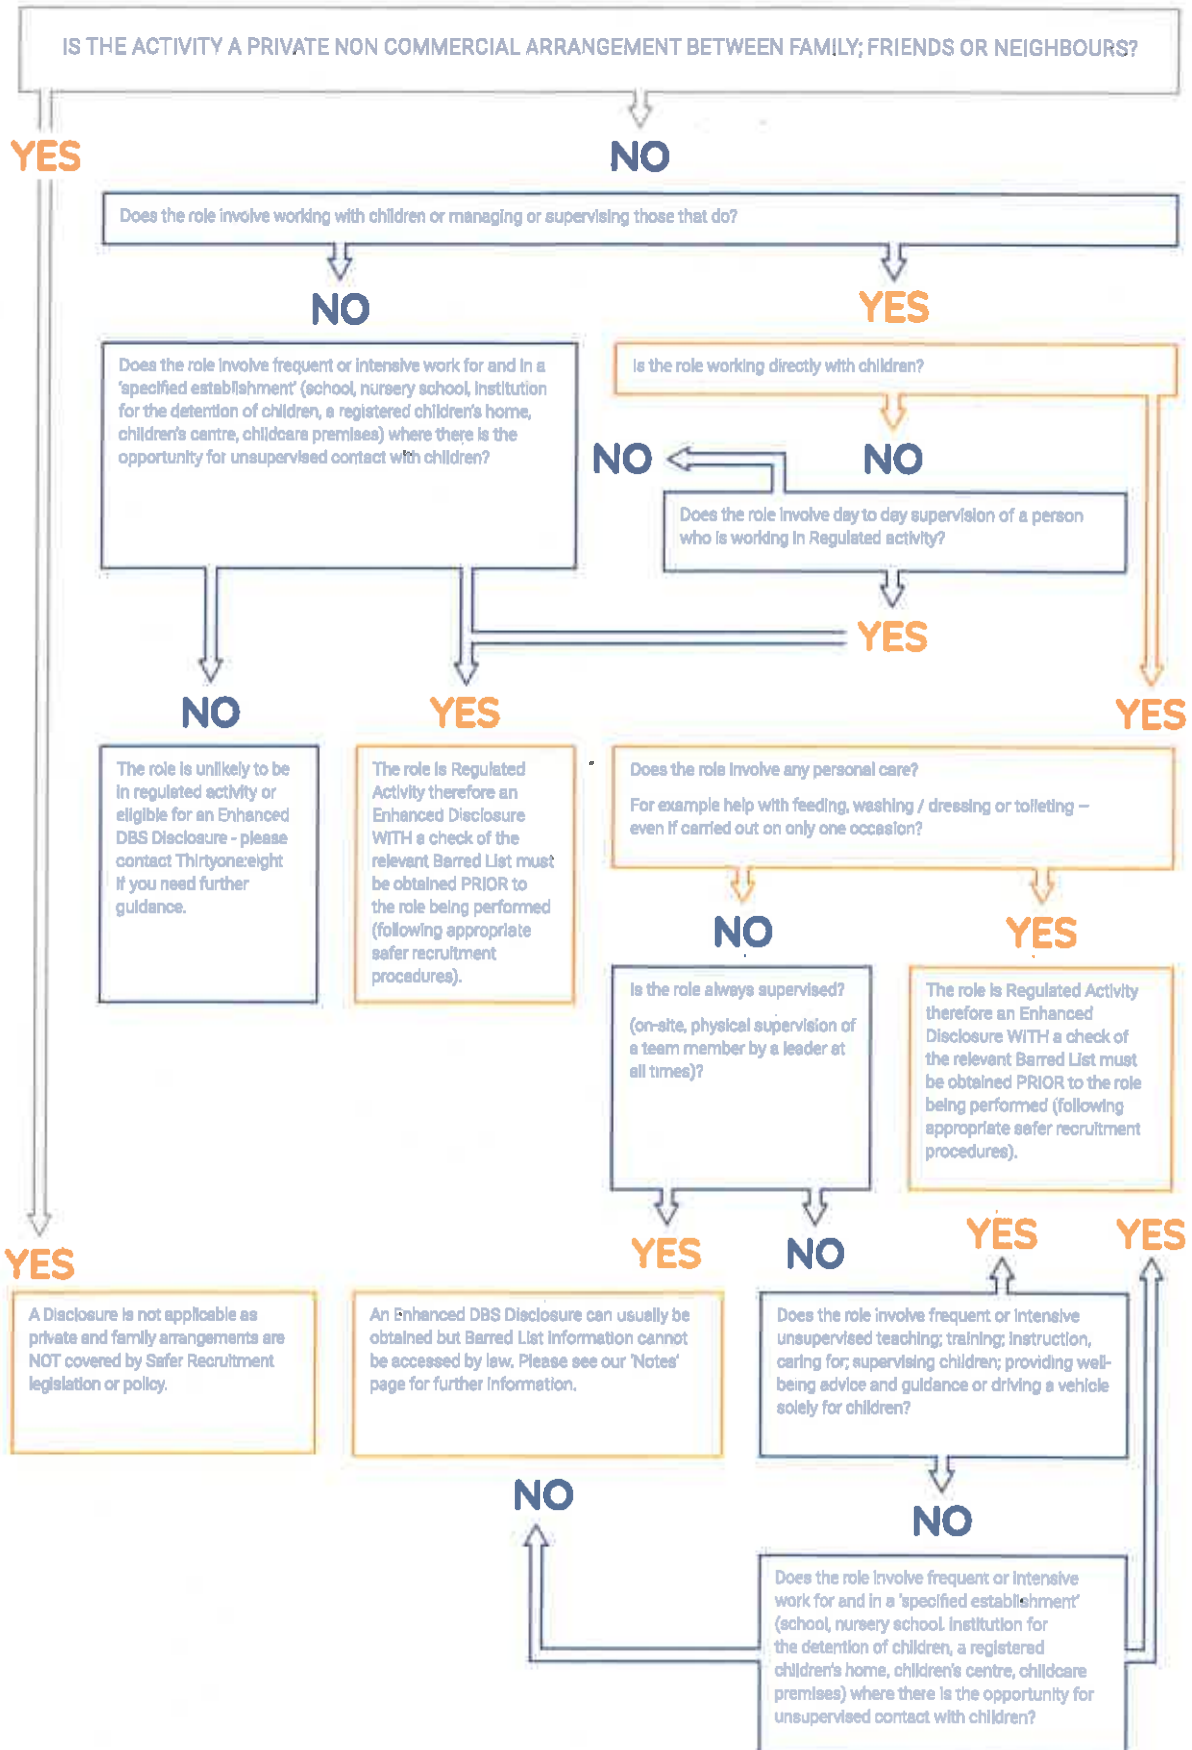 IS THE ACTIVITY A PRIVATE NON COMMERCIAL ARRANGEMENT BETWEEN FAMILY; FRIENDS OR NEIGHBOURS?
YES
NO
Does the role involve working with children or managing or supervising those that do?
NO
YES
Does the role involve frequent or intensive work for and in a
'specified establishment' (school, nursery school, institution
for the detention of children, a registered children's home,
children's centre, childcare premises) where there is the
opportunity for unsupervised contact with children?
Is the role working directly with children?
NO
NO
Does the role involve day to day supervision of a person
who is working in Regulated activity?
YES
NO
YES
YES
The role is unlikely to be
in regulated activity or
eligible for an Enhanced
DBS Disclosure - please
contact Thirtyone:eight
if you need further
guidance.
The role is Regulated
Activity therefore an
Enhanced Disclosure
WITH a check of the
relevant Barred List must
be obtained PRIOR to
the role being performed
(following appropriate
safer recruitment
procedures).
Does the role involve any personal care?
For example help with feeding, washing / dressing or toileting –
even if carried out on only one occasion?
NO
YES
Is the role always supervised?
(on-site, physical supervision of
a team member by a leader at
all times)?
The role is Regulated Activity
therefore an Enhanced
Disclosure WITH a check of
the relevant Barred List must
be obtained PRIOR to the role
being performed (following
appropriate safer recruitment
procedures).
YES
YES
NO
YES
YES
A Disclosure is not applicable as
private and family arrangements are
NOT covered by Safer Recruitment
legislation or policy.
An Enhanced DBS Disclosure can usually be
obtained but Barred List information cannot
be accessed by law. Please see our 'Notes'
page for further information.
Does the role involve frequent or intensive
unsupervised teaching; training; instruction,
caring for; supervising children; providing well-
being advice and guidance or driving a vehicle
solely for children?
NO
NO
Does the role involve frequent or intensive
work for and in a 'specified establishment'
(school, nursery school institution for
the detention of children, a registered
children's home, children's centre, childcare
premises) where there is the opportunity for
unsupervised contact with children?